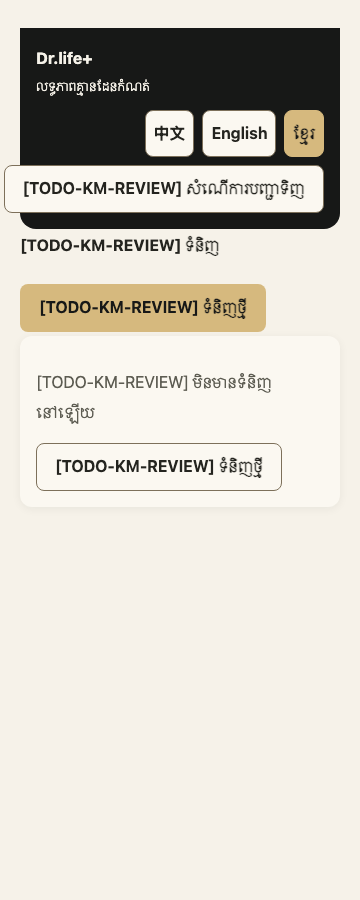 Dr.life+
លទ្ធភាពគ្មានដែនកំណត់
中文
English
ខ្មែរ
[TODO-KM-REVIEW] សំណើការបញ្ជាទិញ
[TODO-KM-REVIEW] ទំនិញ
[TODO-KM-REVIEW] ទំនិញថ្មី
[TODO-KM-REVIEW] មិនមានទំនិញ
នៅឡើយ
[TODO-KM-REVIEW] ទំនិញថ្មី